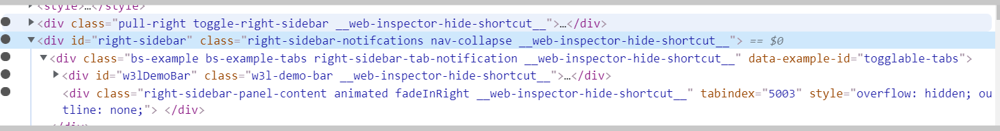 <style>…</style>
<div class="pull-right toggle-right-sidebar __web-inspector-hide-shortcut__">…</div>
<div id="right-sidebar" class="right-sidebar-notifcations nav-collapse __web-inspector-hide-shortcut__"> == $0
<div class="bs-example bs-example-tabs right-sidebar-tab-notification __web-inspector-hide-shortcut__" data-example-id="togglable-tabs">
<div id="w3lDemoBar" class="w3l-demo-bar __web-inspector-hide-shortcut__">…</div>
<div class="right-sidebar-panel-content animated fadeInRight __web-inspector-hide-shortcut__" tabindex="5003" style="overflow: hidden; ou
tline: none;"> </div>
</div>